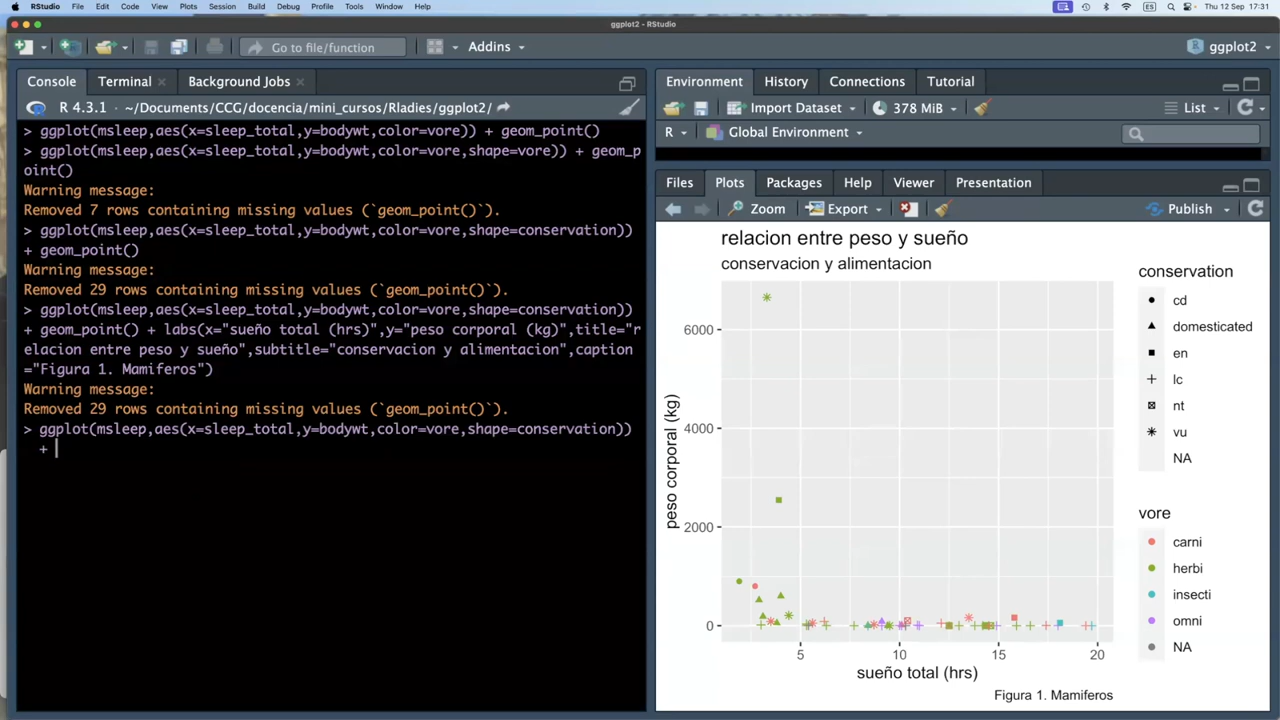 RStudio File Edit Code View Plots Session Build Debug Profile Tools Window Help ES Thu 12 Sep 17:31
ggplot2 - RStudio
Go to file/function Addins ggplot2
Console Terminal Background Jobs
R 4.3.1 · ~/Documents/CCG/docencia/mini_cursos/Rladies/ggplot2/
> ggplot(msleep,aes(x=sleep_total,y=bodywt,color=vore)) + geom_point()
> ggplot(msleep,aes(x=sleep_total,y=bodywt,color=vore,shape=vore)) + geom_p
oint()
Warning message:
Removed 7 rows containing missing values (`geom_point()`).
> ggplot(msleep,aes(x=sleep_total,y=bodywt,color=vore,shape=conservation))
+ geom_point()
Warning message:
Removed 29 rows containing missing values (`geom_point()`).
> ggplot(msleep,aes(x=sleep_total,y=bodywt,color=vore,shape=conservation))
+ geom_point() + labs(x="sueño total (hrs)",y="peso corporal (kg)",title="r
elacion entre peso y sueño",subtitle="conservacion y alimentacion",caption
="Figura 1. Mamiferos")
Warning message:
Removed 29 rows containing missing values (`geom_point()`).
> ggplot(msleep,aes(x=sleep_total,y=bodywt,color=vore,shape=conservation))
+
Environment History Connections Tutorial
Import Dataset 378 MiB List
R Global Environment
Files Plots Packages Help Viewer Presentation
Zoom Export Publish
relacion entre peso y sueño
conservacion y alimentacion
peso corporal (kg)
6000
4000
2000
0
5 10 15 20
sueño total (hrs)
Figura 1. Mamiferos
conservation
cd
domesticated
en
lc
nt
vu
NA
vore
carni
herbi
insecti
omni
NA